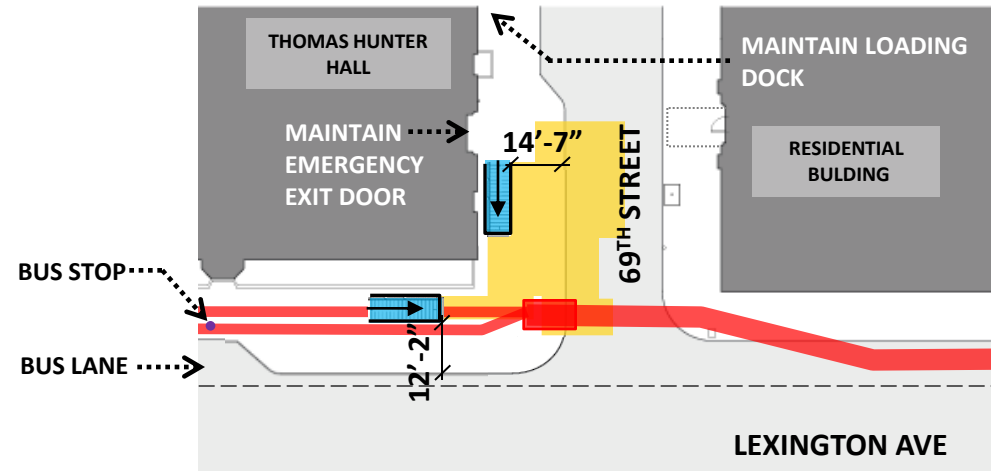 THOMAS HUNTER
HALL
MAINTAIN LOADING
DOCK
MAINTAIN
EMERGENCY
EXIT DOOR
14’-7”
69TH STREET
RESIDENTIAL
BULDING
BUS STOP
BUS LANE
12’-2”
LEXINGTON AVE